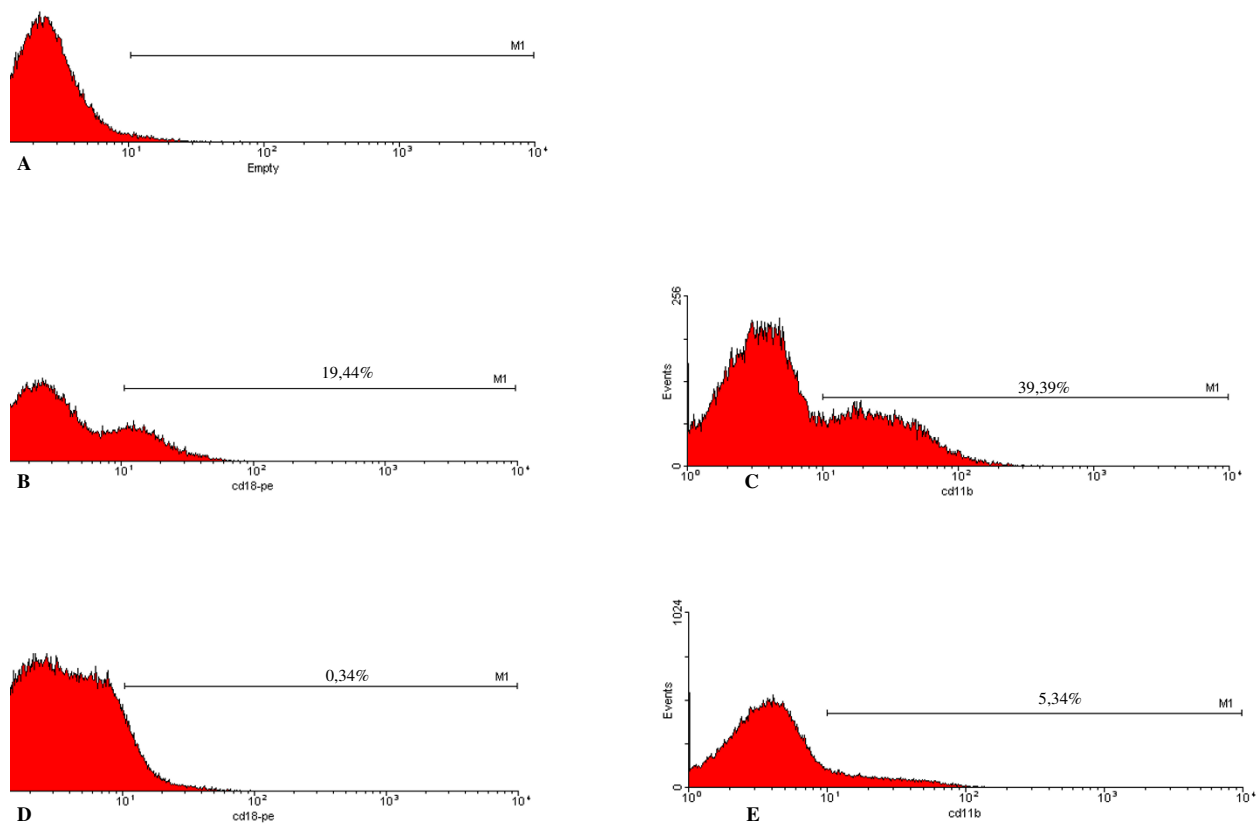 M1
10¹ 10² 10³ 10⁴
Empty
A
19,44%
M1
10¹ 10² 10³ 10⁴
cd18-pe
B
256
Events
0
39,39%
M1
10⁰ 10¹ 10² 10³ 10⁴
cd11b
C
0,34%
M1
10¹ 10² 10³ 10⁴
cd18-pe
D
1024
Events
0
5,34%
M1
10⁰ 10¹ 10² 10³ 10⁴
cd11b
E